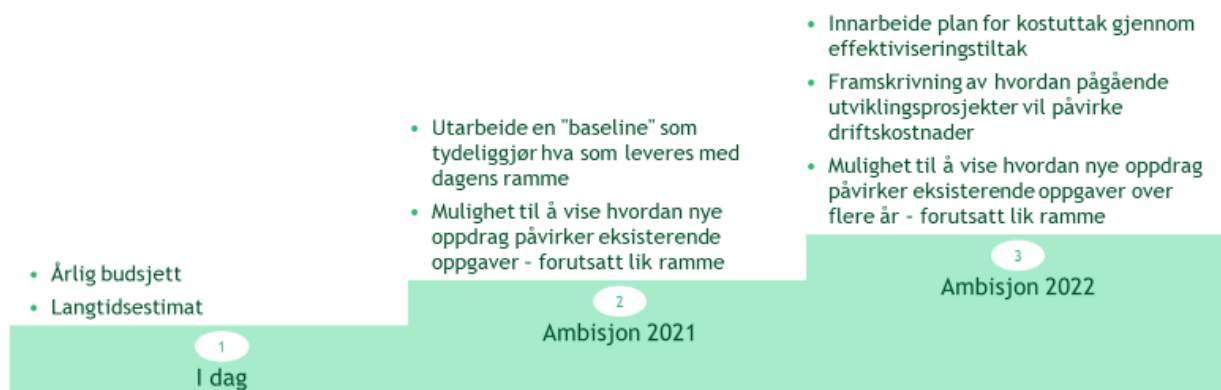 • Årlig budsjett
• Langtidsestimat
1
I dag
• Utarbeide en "baseline" som
tydeliggjør hva som leveres med
dagens ramme
• Mulighet til å vise hvordan nye
oppdrag påvirker eksisterende
oppgaver – forutsatt lik ramme
2
Ambisjon 2021
• Innarbeide plan for kostuttak gjennom
effektiviseringstiltak
• Framskrivning av hvordan pågående
utviklingsprosjekter vil påvirke
driftskostnader
• Mulighet til å vise hvordan nye oppdrag
påvirker eksisterende oppgaver over
flere år – forutsatt lik ramme
3
Ambisjon 2022